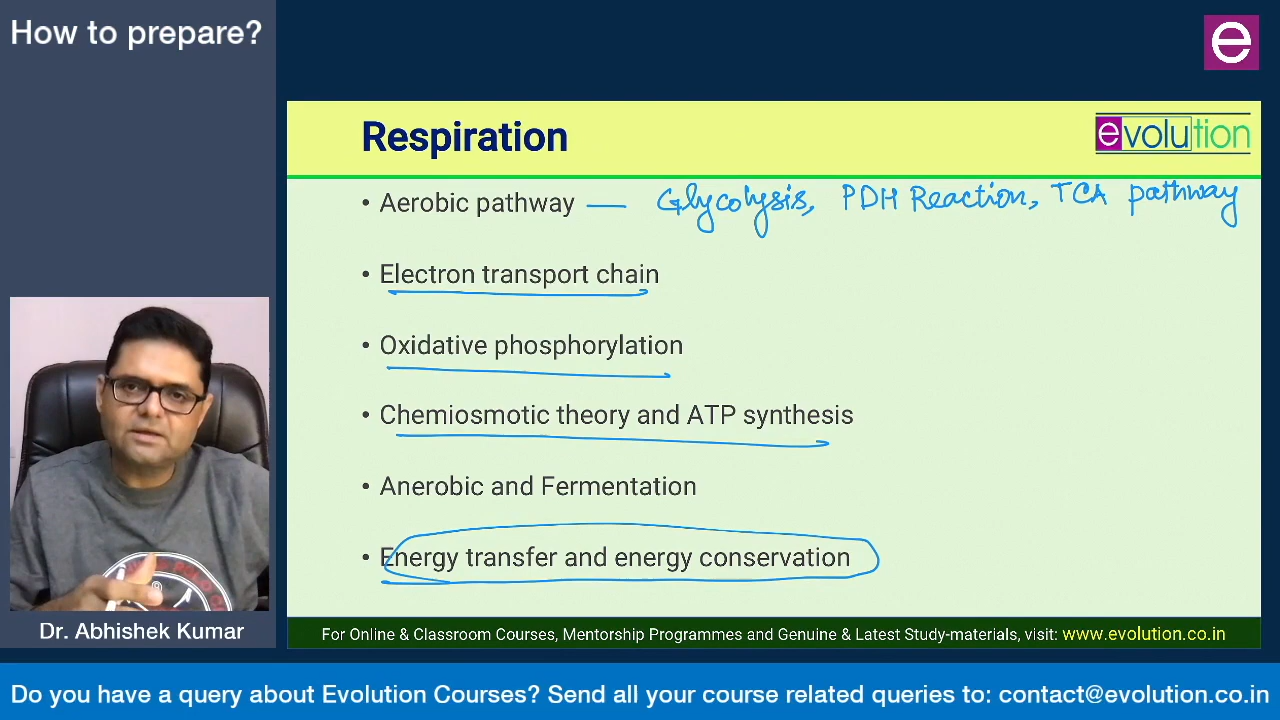 How to prepare?
e
Respiration
evolution
• Aerobic pathway — Glycolysis, PDH Reaction, TCA pathway
• Electron transport chain
• Oxidative phosphorylation
• Chemiosmotic theory and ATP synthesis
• Anerobic and Fermentation
• Energy transfer and energy conservation
Dr. Abhishek Kumar
For Online & Classroom Courses, Mentorship Programmes and Genuine & Latest Study-materials, visit: www.evolution.co.in
Do you have a query about Evolution Courses? Send all your course related queries to: contact@evolution.co.in